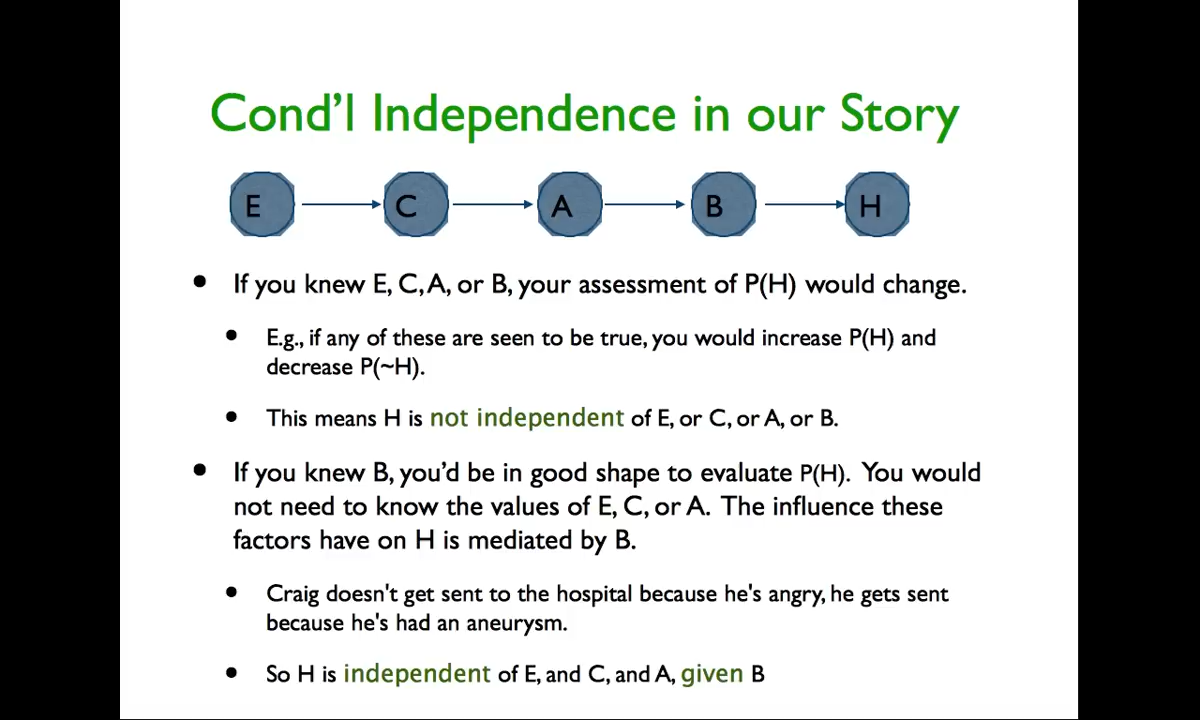 Cond'l Independence in our Story
E C A B H
• If you knew E, C, A, or B, your assessment of P(H) would change.
• E.g., if any of these are seen to be true, you would increase P(H) and
decrease P(~H).
• This means H is not independent of E, or C, or A, or B.
• If you knew B, you'd be in good shape to evaluate P(H). You would
not need to know the values of E, C, or A. The influence these
factors have on H is mediated by B.
• Craig doesn't get sent to the hospital because he's angry, he gets sent
because he's had an aneurysm.
• So H is independent of E, and C, and A, given B